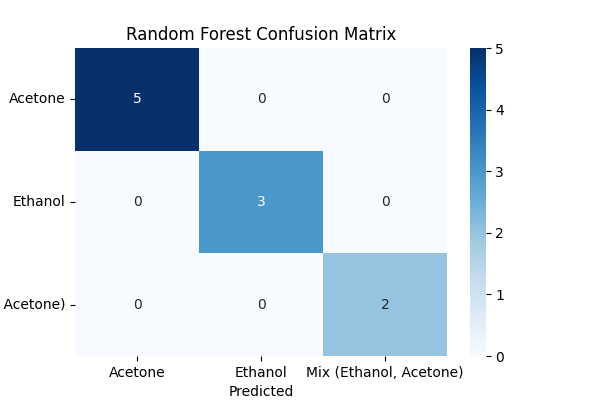 Random Forest Confusion Matrix
Acetone
5
0
0
Ethanol
0
3
0
Acetone)
0
0
2
Acetone
Ethanol
Mix (Ethanol, Acetone)
Predicted
5
4
3
2
1
0